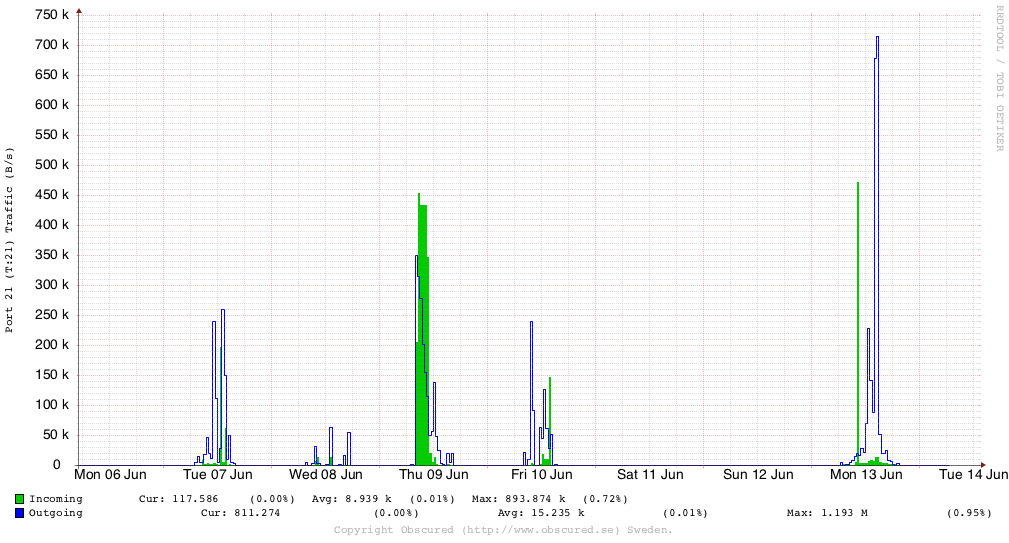 750 k
700 k
650 k
600 k
550 k
500 k
450 k
400 k
350 k
300 k
250 k
200 k
150 k
100 k
50 k
0
Port 21 (T:21) Traffic (B/s)
RRDTOOL / TOBI OETIKER
Mon 06 Jun Tue 07 Jun Wed 08 Jun Thu 09 Jun Fri 10 Jun Sat 11 Jun Sun 12 Jun Mon 13 Jun Tue 14 Jun
Incoming Cur: 117.586 (0.00%) Avg: 8.939 k (0.01%) Max: 893.874 k (0.72%)
Outgoing Cur: 811.274 (0.00%) Avg: 15.235 k (0.01%) Max: 1.193 M (0.95%)
Copyright Obscured (http://www.obscured.se) Sweden.